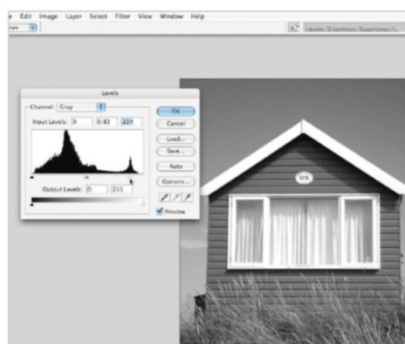 Edit Image Layer Select Filter View Window Help
Levels
Channel: Gray
OK
Input Levels: 0 0.83
Cancel
Load...
Save...
Auto
Output Levels: 0 255
Options...
Preview